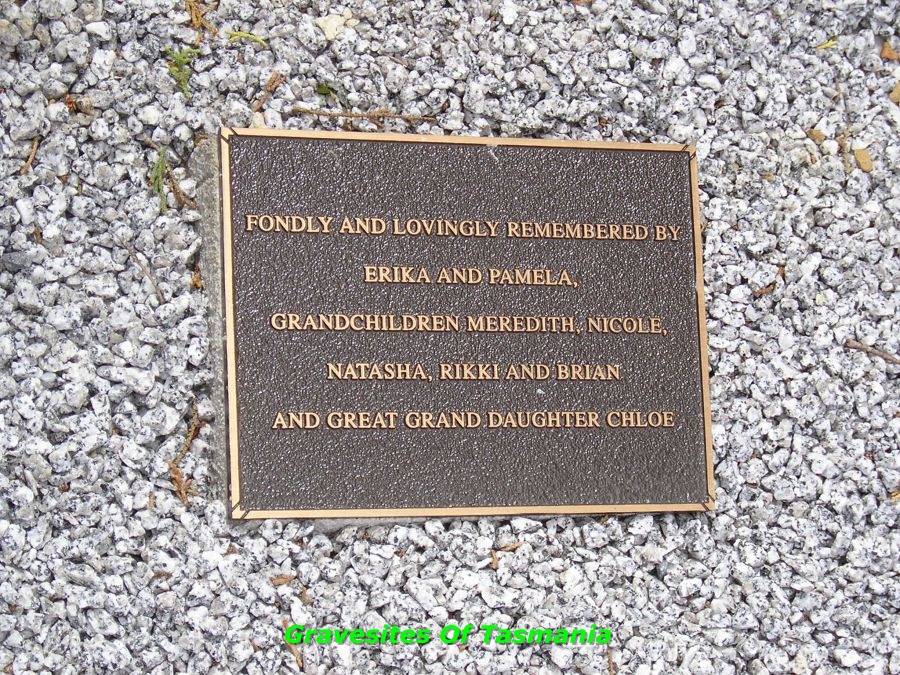 FONDLY AND LOVINGLY REMEMBERED BY
ERIKA AND PAMELA,
GRANDCHILDREN MEREDITH, NICOLE,
NATASHA, RIKKI AND BRIAN
AND GREAT GRAND DAUGHTER CHLOE
Gravesites Of Tasmania